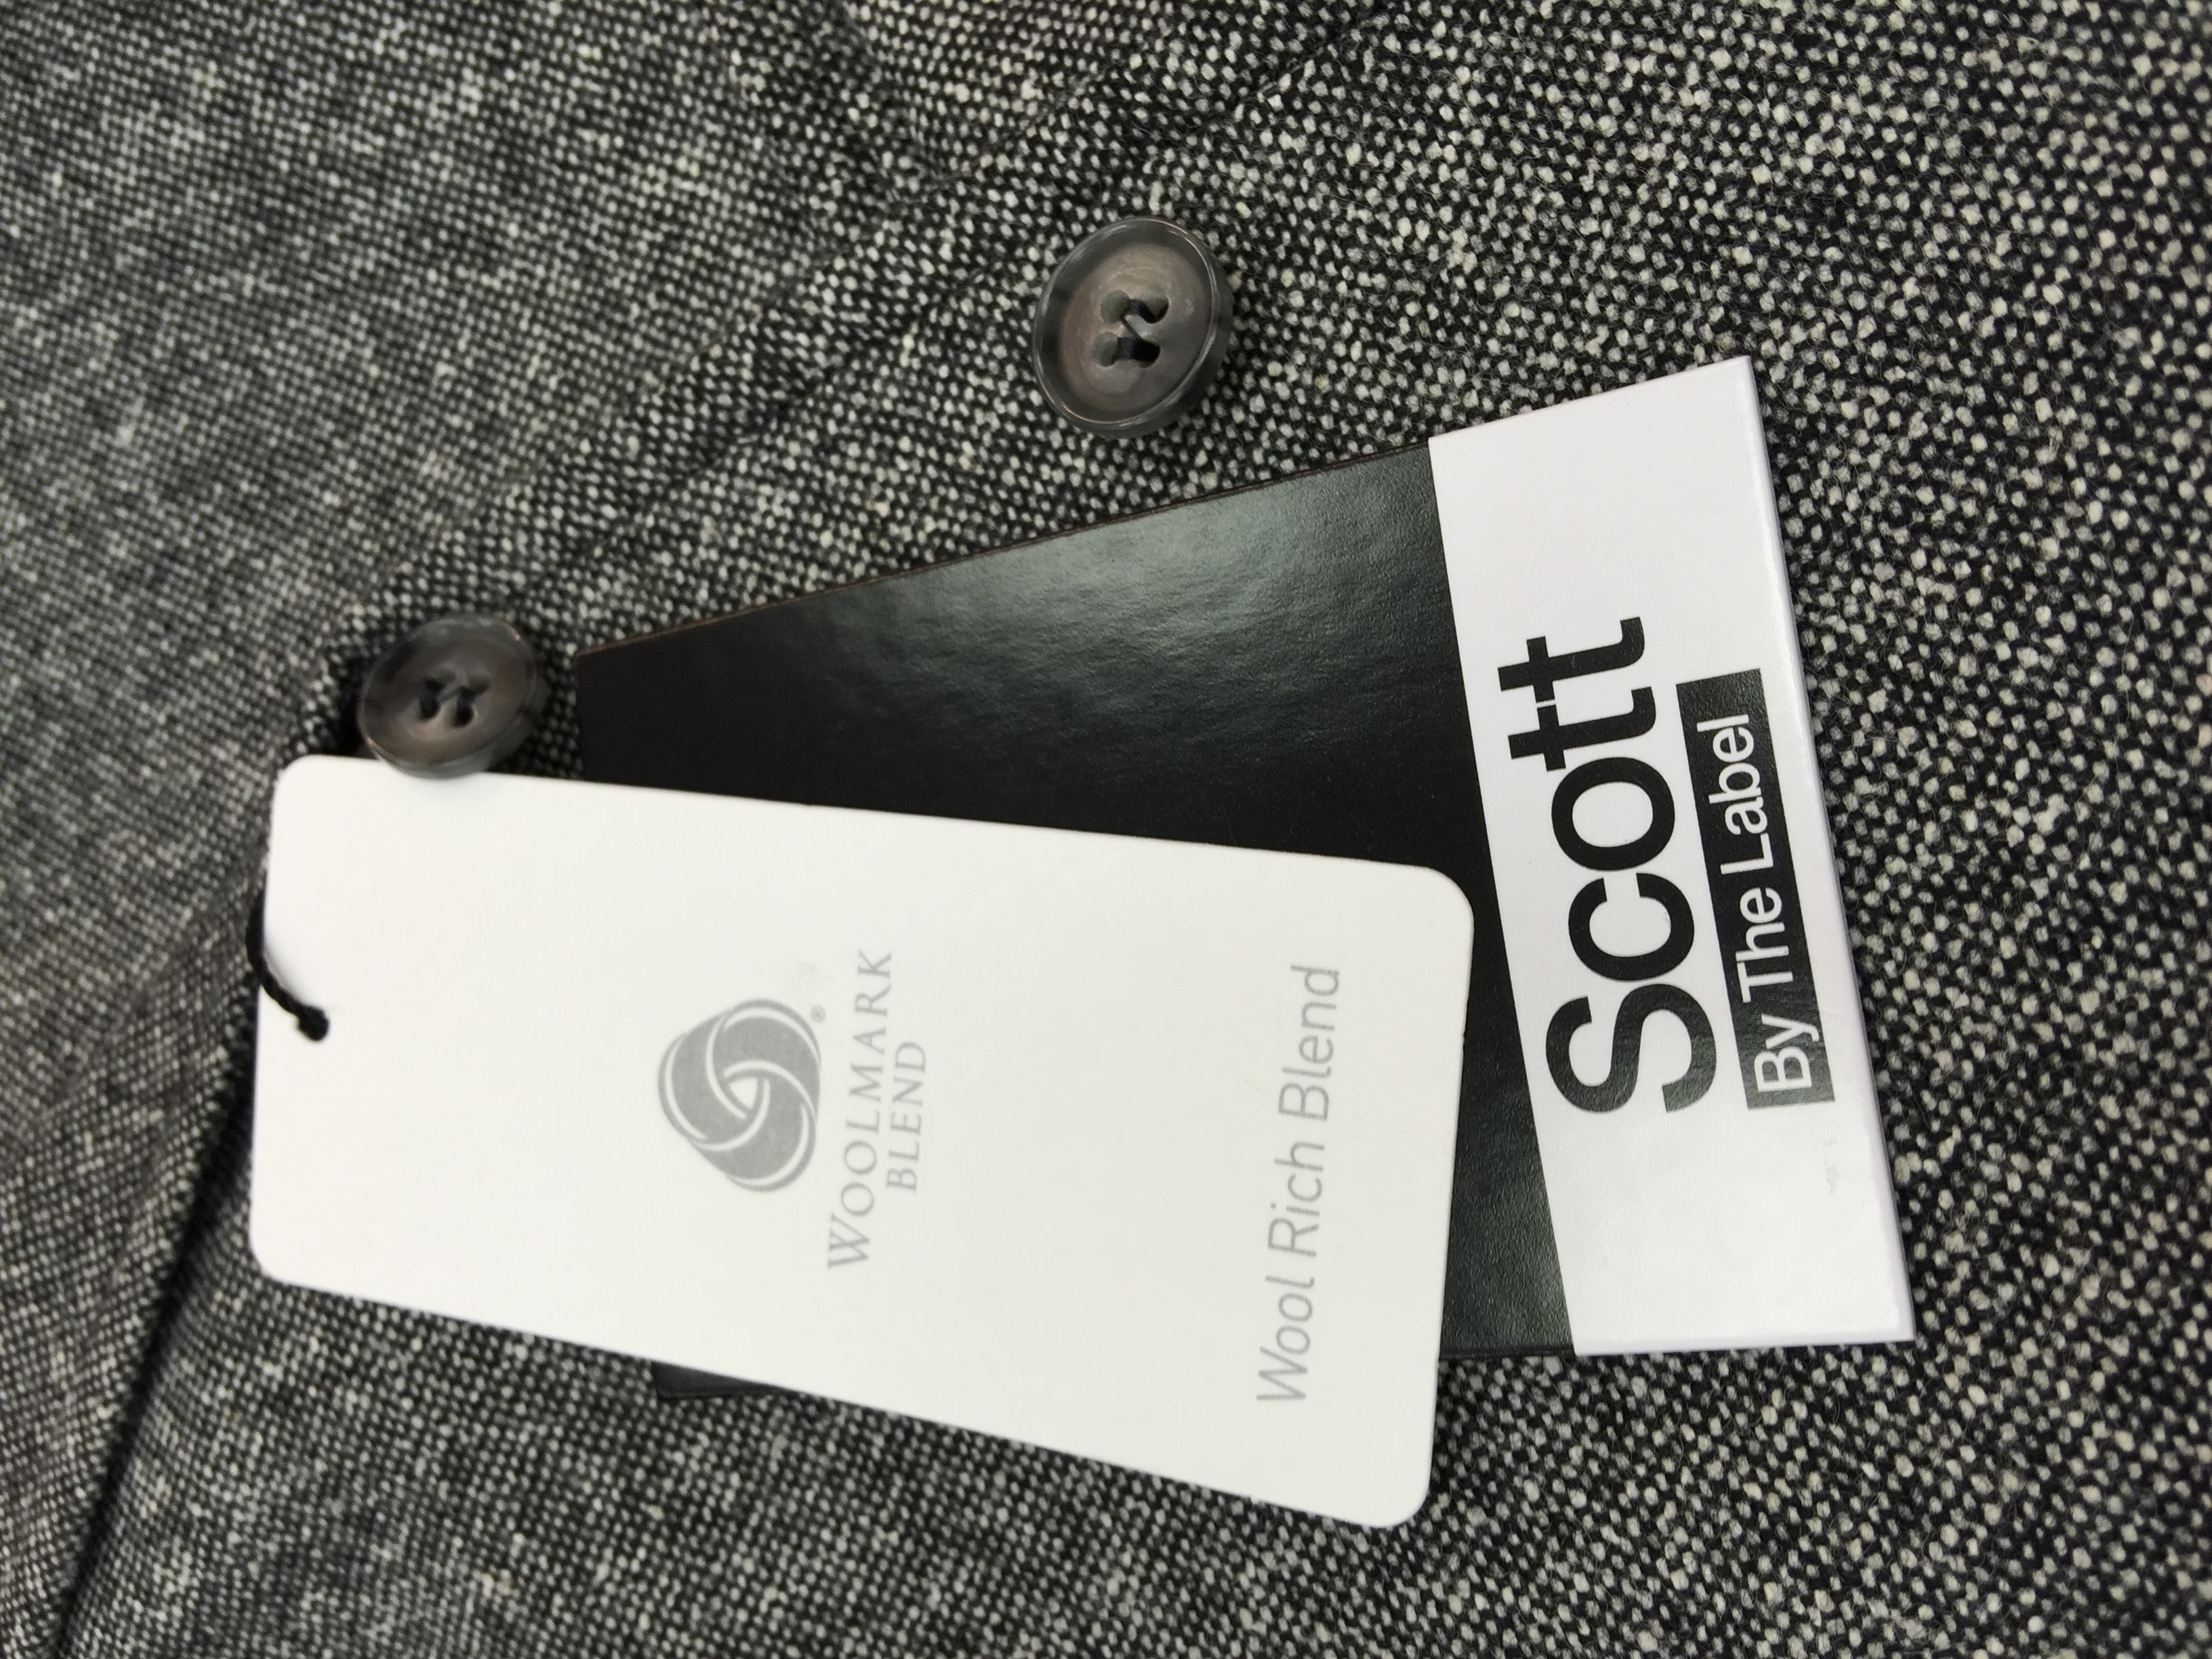 WOOLMARK
BLEND
Wool Rich Blend
Scott
By The Label